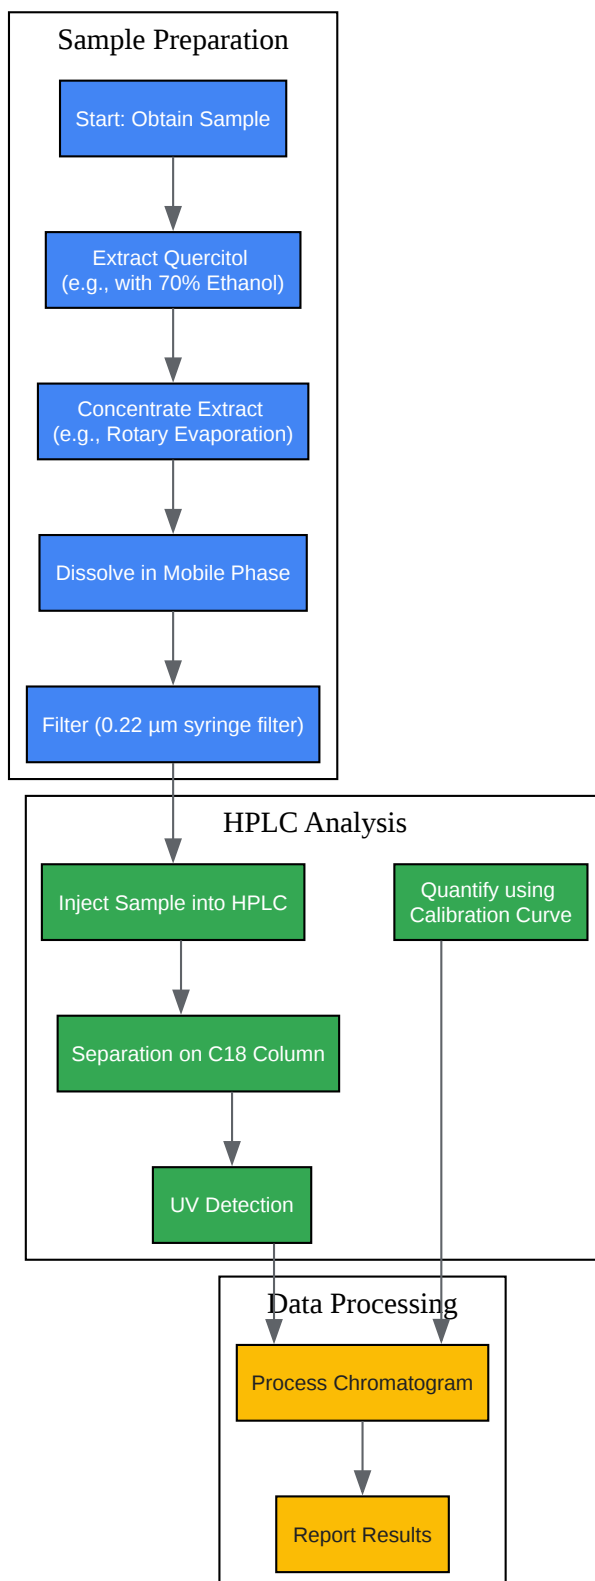 Sample Preparation
Start: Obtain Sample
Extract Quercitol
(e.g., with 70% Ethanol)
Concentrate Extract
(e.g., Rotary Evaporation)
Dissolve in Mobile Phase
Filter (0.22 µm syringe filter)
HPLC Analysis
Inject Sample into HPLC
Quantify using
Calibration Curve
Separation on C18 Column
UV Detection
Data Processing
Process Chromatogram
Report Results